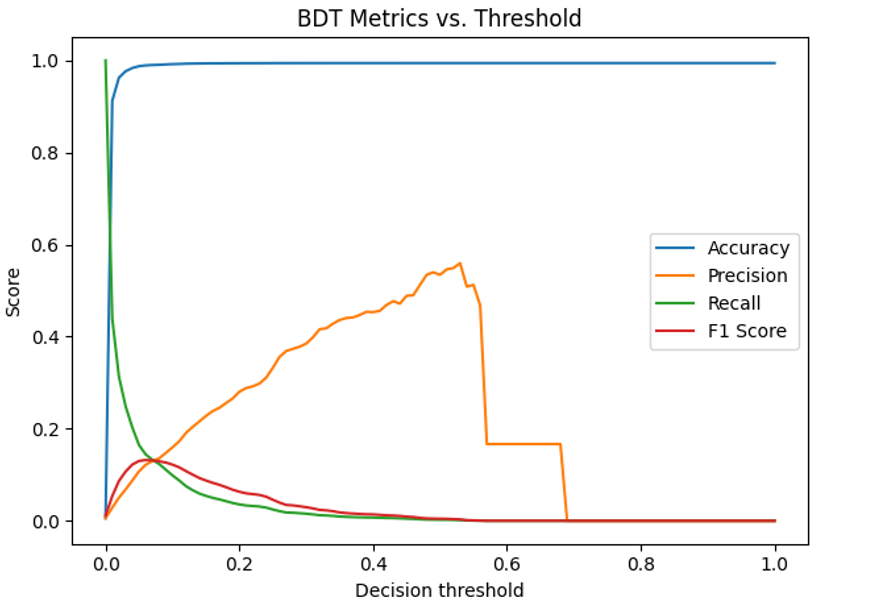 BDT Metrics vs. Threshold
1.0
0.8
0.6
0.4
0.2
0.0
Score
Accuracy
Precision
Recall
F1 Score
0.0 0.2 0.4 0.6 0.8 1.0
Decision threshold